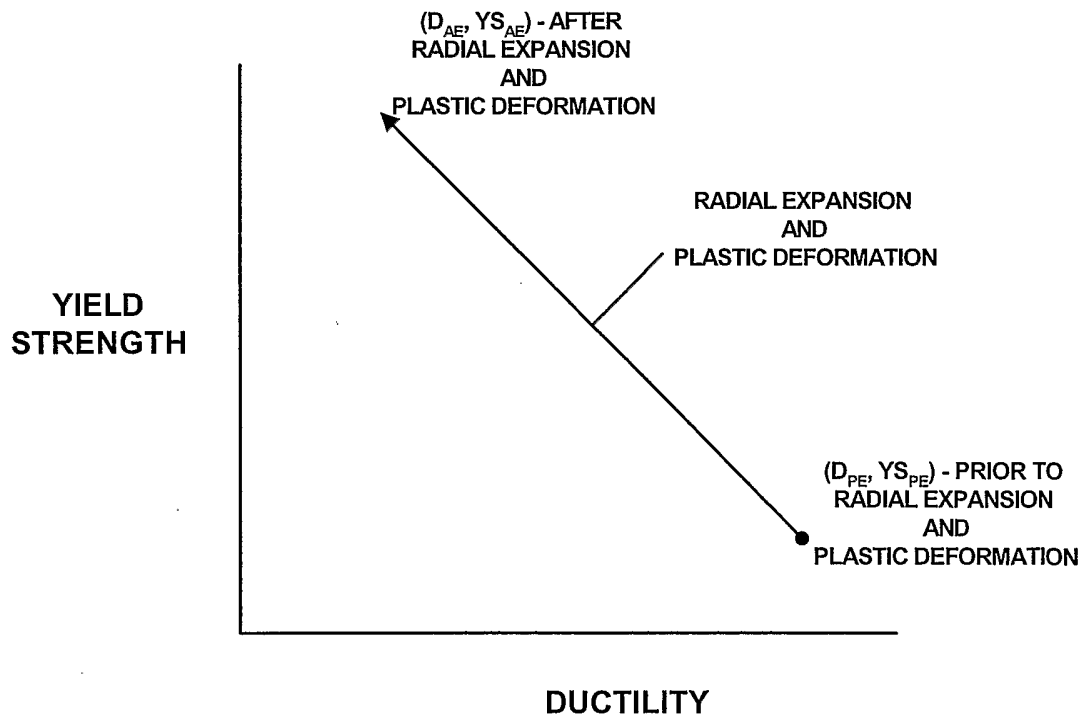 (D_AE, YS_AE) - AFTER
RADIAL EXPANSION
AND
PLASTIC DEFORMATION
RADIAL EXPANSION
AND
PLASTIC DEFORMATION
YIELD
STRENGTH
(D_PE, YS_PE) - PRIOR TO
RADIAL EXPANSION
AND
PLASTIC DEFORMATION
DUCTILITY